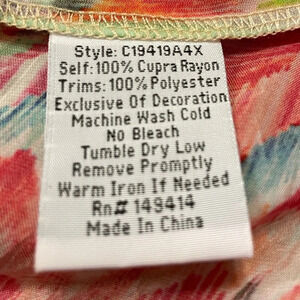 Style: C19419A4X
Self: 100% Cupra Rayon
Trims: 100% Polyester
Exclusive Of Decoration
Machine Wash Cold
No Bleach
Tumble Dry Low
Remove Promptly
Warm Iron If Needed
Rn# 149414
Made In China